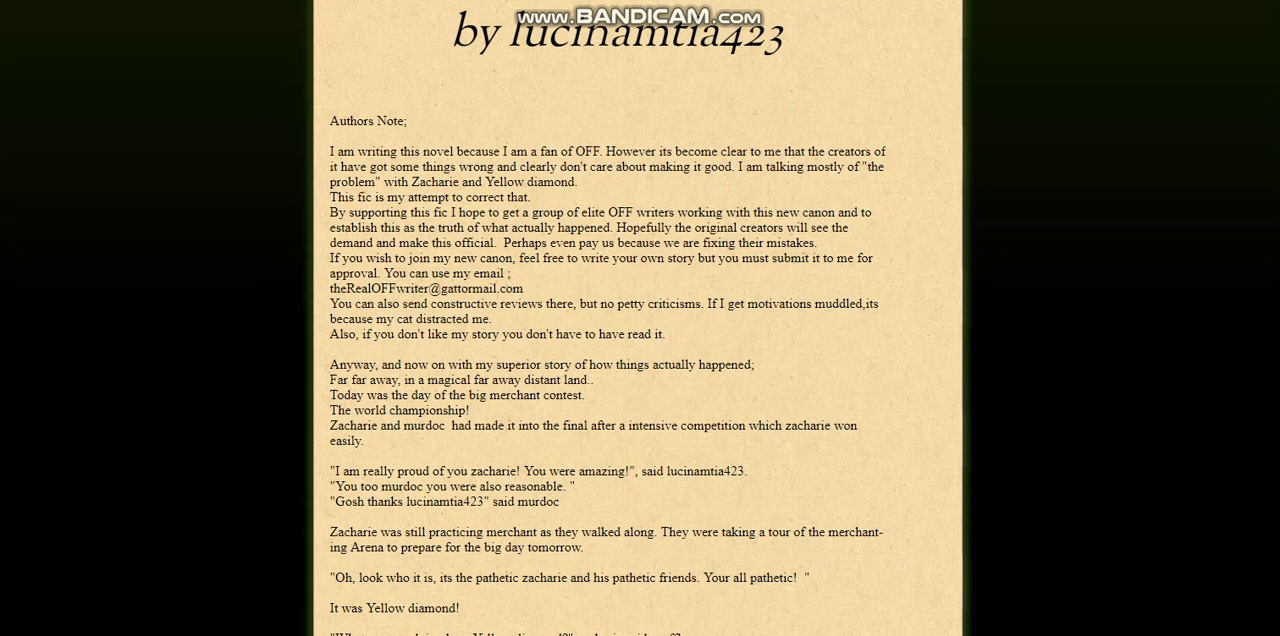 www.BANDICAM.com
by lucinamtia423
Authors Note;
I am writing this novel because I am a fan of OFF. However its become clear to me that the creators of
it have got some things wrong and clearly don't care about making it good. I am talking mostly of "the
problem" with Zacharie and Yellow diamond.
This fic is my attempt to correct that.
By supporting this fic I hope to get a group of elite OFF writers working with this new canon and to
establish this as the truth of what actually happened. Hopefully the original creators will see the
demand and make this official.  Perhaps even pay us because we are fixing their mistakes.
If you wish to join my new canon, feel free to write your own story but you must submit it to me for
approval. You can use my email ;
theRealOFFwriter@gattormail.com
You can also send constructive reviews there, but no petty criticisms. If I get motivations muddled,its
because my cat distracted me.
Also, if you don't like my story you don't have to have read it.
Anyway, and now on with my superior story of how things actually happened;
Far far away, in a magical far away distant land..
Today was the day of the big merchant contest.
The world championship!
Zacharie and murdoc  had made it into the final after a intensive competition which zacharie won
easily.
"I am really proud of you zacharie! You were amazing!", said lucinamtia423.
"You too murdoc you were also reasonable. "
"Gosh thanks lucinamtia423" said murdoc
Zacharie was still practicing merchant as they walked along. They were taking a tour of the merchant-
ing Arena to prepare for the big day tomorrow.
"Oh, look who it is, its the pathetic zacharie and his pathetic friends. Your all pathetic!  "
It was Yellow diamond!